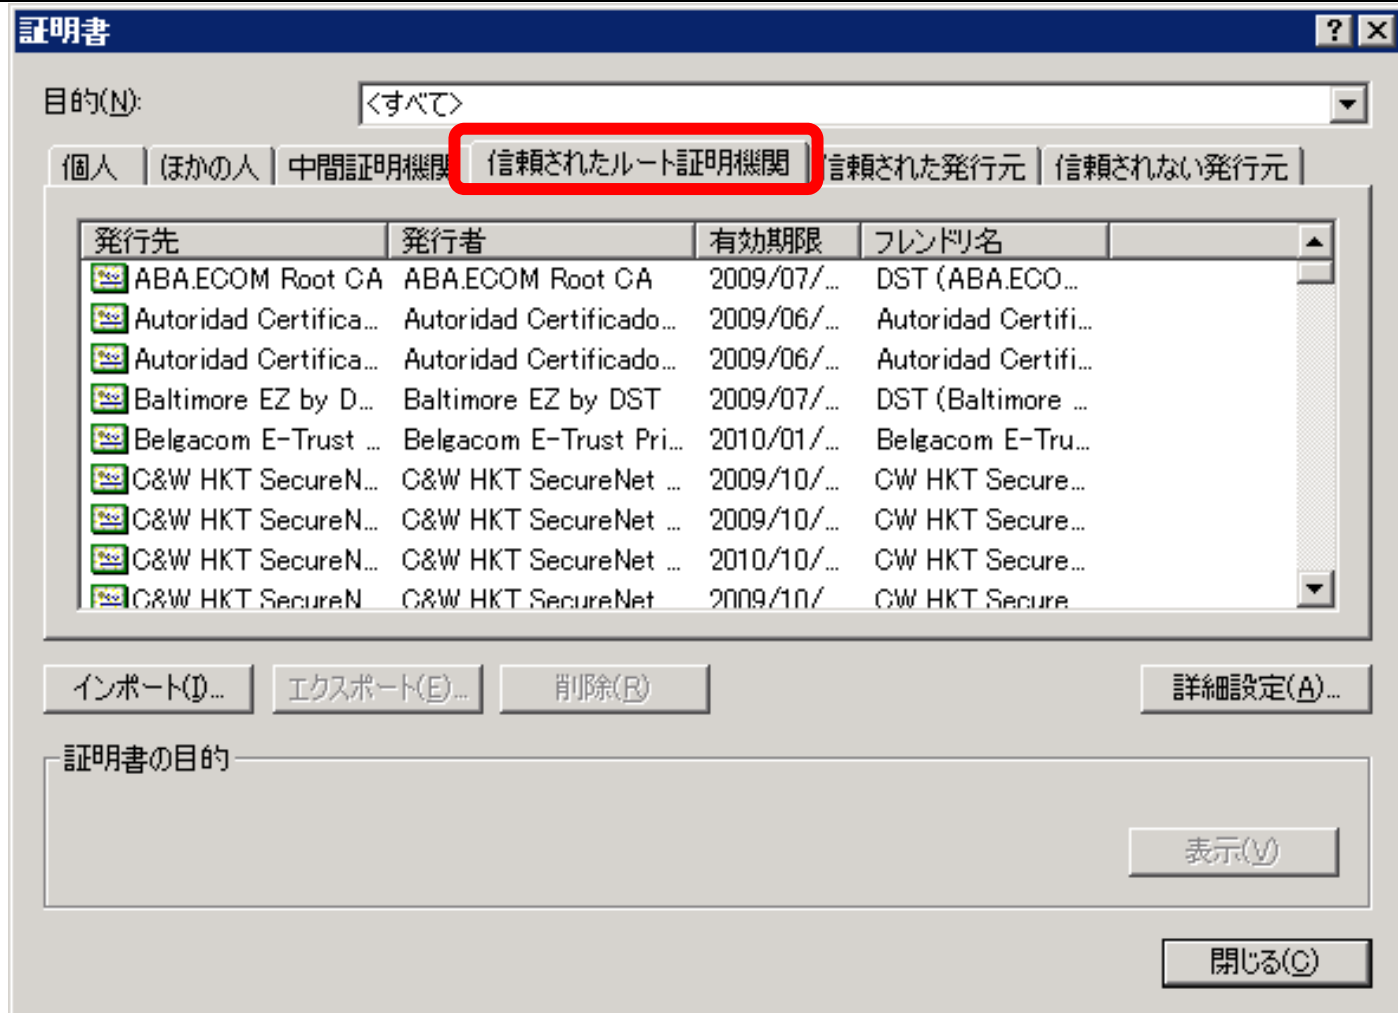 証明書
目的(N):
<すべて>
個人 ほかの人 中間証明機関 信頼されたルート証明機関 信頼された発行元 信頼されない発行元
発行先 発行者 有効期限 フレンドリ名
ABA.ECOM Root CA ABA.ECOM Root CA 2009/07/... DST (ABA.ECO...
Autoridad Certifica... Autoridad Certificado... 2009/06/... Autoridad Certifi...
Autoridad Certifica... Autoridad Certificado... 2009/06/... Autoridad Certifi...
Baltimore EZ by D... Baltimore EZ by DST 2009/07/... DST (Baltimore ...
Belgacom E-Trust ... Belgacom E-Trust Pri... 2010/01/... Belgacom E-Tru...
C&W HKT SecureN... C&W HKT SecureNet ... 2009/10/... CW HKT Secure...
C&W HKT SecureN... C&W HKT SecureNet ... 2009/10/... CW HKT Secure...
C&W HKT SecureN... C&W HKT SecureNet ... 2010/10/... CW HKT Secure...
C&W HKT SecureN C&W HKT SecureNet 2009/10/ CW HKT Secure
インポート(I)... エクスポート(E)... 削除(R) 詳細設定(A)...
証明書の目的
表示(V)
閉じる(C)